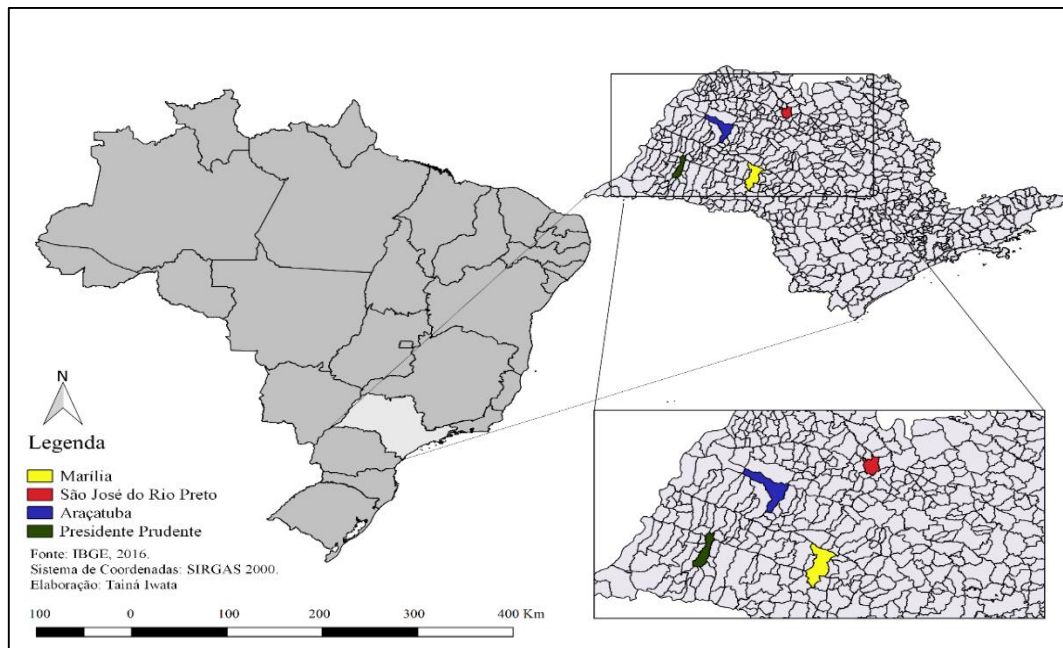 N
Legenda
Marília
São José do Rio Preto
Araçatuba
Presidente Prudente
Fonte: IBGE, 2016.
Sistema de Coordenadas: SIRGAS 2000.
Elaboração: Tainá Iwata
100 0 100 200 300 400 Km